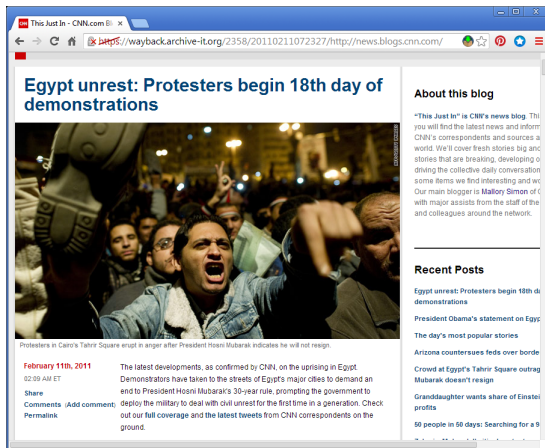 This Just In - CNN.com Bl
https://wayback.archive-it.org/2358/20110211072327/http://news.blogs.cnn.com/
Egypt unrest: Protesters begin 18th day of
demonstrations
Protesters in Cairo's Tahrir Square erupt in anger after President Hosni Mubarak indicates he will not resign.
February 11th, 2011
02:09 AM ET
Share
Comments (Add comment)
Permalink
The latest developments, as confirmed by CNN, on the uprising in Egypt.
Demonstrators have taken to the streets of Egypt's major cities to demand an
end to President Hosni Mubarak's 30-year rule, prompting the government to
deploy the military to deal with civil unrest for the first time in a generation. Check
out our full coverage and the latest tweets from CNN correspondents on the
ground.
About this blog
"This Just In" is CNN's news blog. Thi
you will find the latest news and inform
CNN's correspondents and sources a
world. We'll cover fresh stories big anc
stories that are breaking, developing o
driving the collective daily conversation
some items we find interesting and wo
Our main blogger is Mallory Simon of C
with major assists from the staff of the
and colleagues around the network.
Recent Posts
Egypt unrest: Protesters begin 18th da
demonstrations
President Obama's statement on Egyp
The day's most popular stories
Arizona countersues feds over borde
Crowd at Egypt's Tahrir Square outrag
Mubarak doesn't resign
Granddaughter wants share of Einstei
profits
50 people in 50 days: Searching for a 9